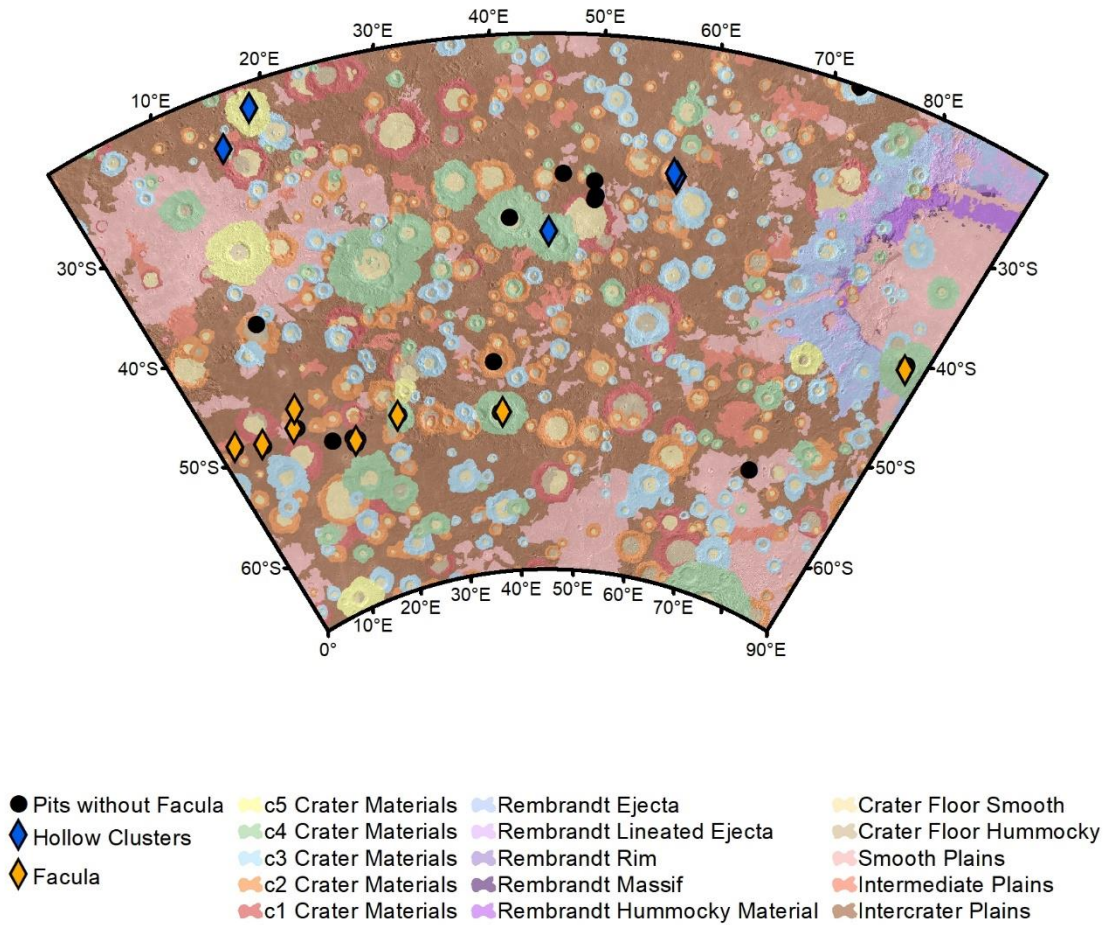 40°E
30°E
50°E
20°E
60°E
10°E
70°E
80°E
30°S
30°S
40°S
40°S
50°S
50°S
60°S
60°S
10°E
20°E
30°E
40°E
50°E
60°E
70°E
80°E
0°
90°E
Pits without Facula
Hollow Clusters
Facula
c5 Crater Materials
c4 Crater Materials
c3 Crater Materials
c2 Crater Materials
c1 Crater Materials
Rembrandt Ejecta
Rembrandt Lineated Ejecta
Rembrandt Rim
Rembrandt Massif
Rembrandt Hummocky Material
Crater Floor Smooth
Crater Floor Hummocky
Smooth Plains
Intermediate Plains
Intercrater Plains